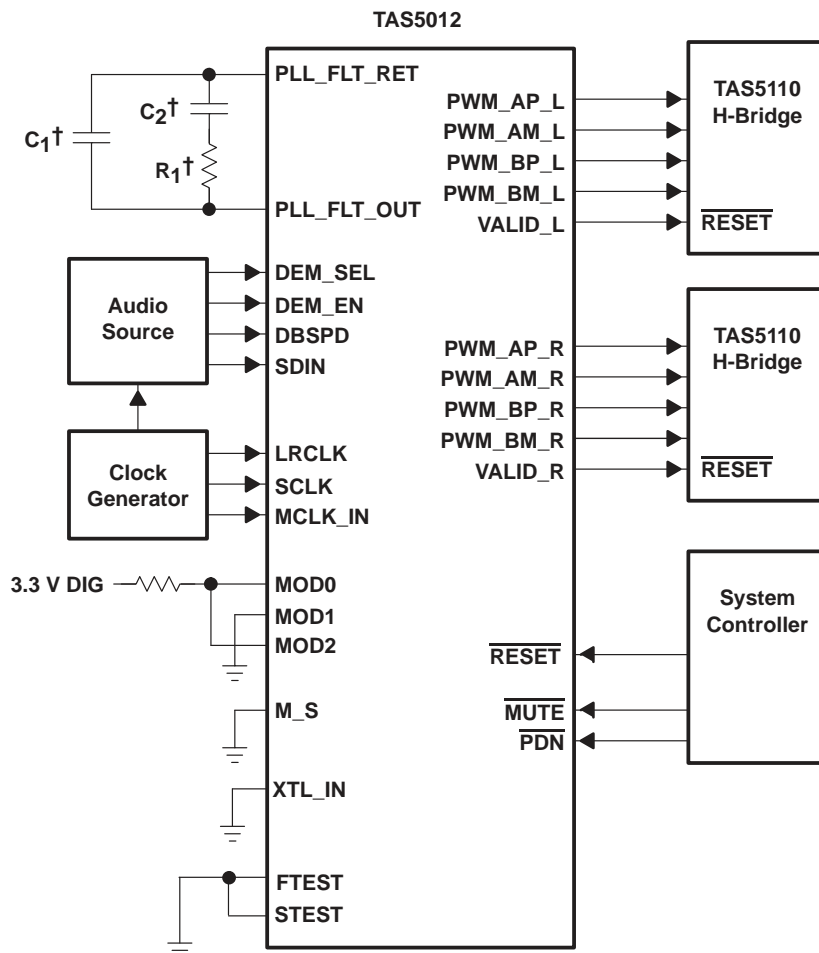 TAS5012
PLL_FLT_RET
C2†
C1†
R1†
PLL_FLT_OUT
Audio
Source
DEM_SEL
DEM_EN
DBSPD
SDIN
Clock
Generator
LRCLK
SCLK
MCLK_IN
3.3 V DIG
MOD0
MOD1
MOD2
M_S
XTL_IN
FTEST
STEST
PWM_AP_L
PWM_AM_L
PWM_BP_L
PWM_BM_L
VALID_L
TAS5110
H-Bridge
RESET
PWM_AP_R
PWM_AM_R
PWM_BP_R
PWM_BM_R
VALID_R
TAS5110
H-Bridge
RESET
RESET
MUTE
PDN
System
Controller